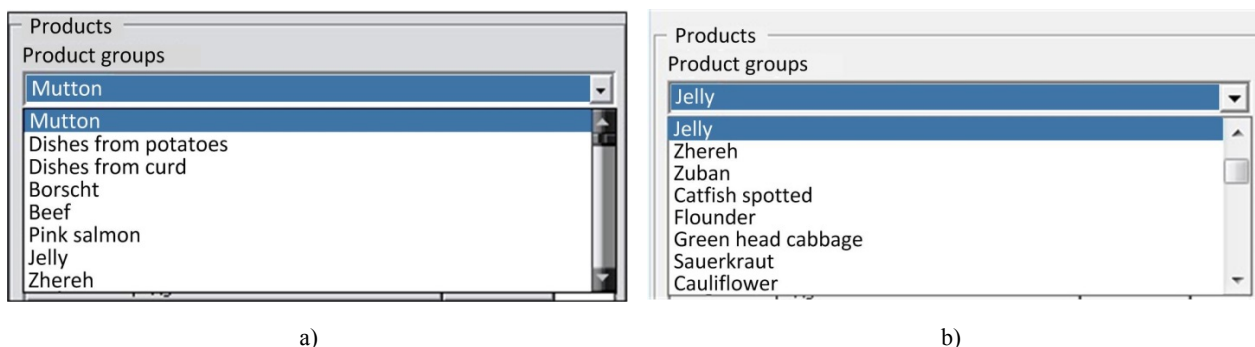 Products
Product groups
Mutton
Mutton
Dishes from potatoes
Dishes from curd
Borscht
Beef
Pink salmon
Jelly
Zhereh
a)
Products
Product groups
Jelly
Jelly
Zhereh
Zuban
Catfish spotted
Flounder
Green head cabbage
Sauerkraut
Cauliflower
b)